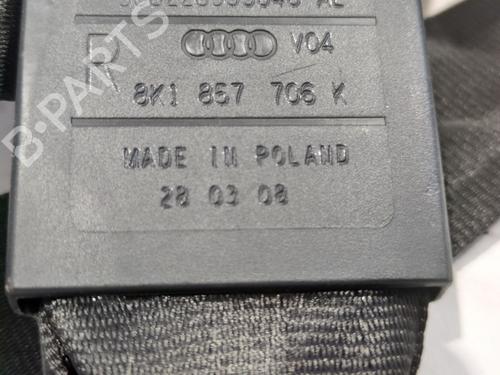 V04
R 8K1 857 706 K
MADE IN POLAND
28 03 08
B-PARTS